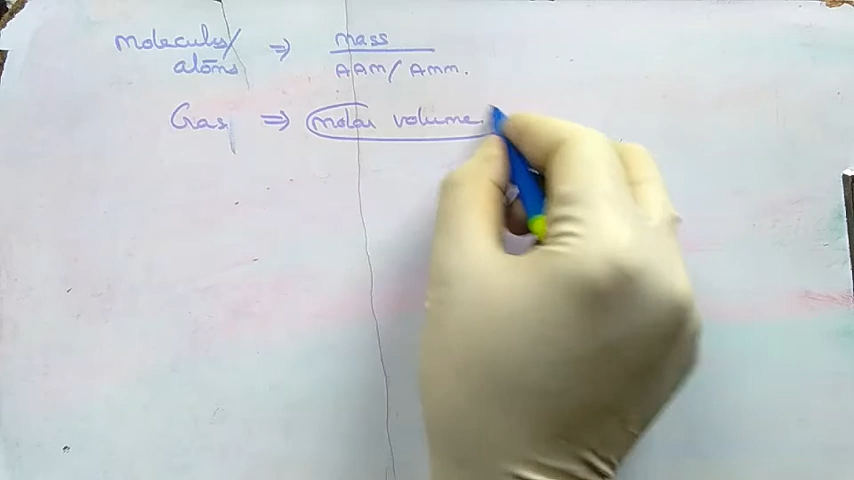 molecules/ ⇒ mass
atoms AAM/ AMM.
Gas ⇒ molar volume